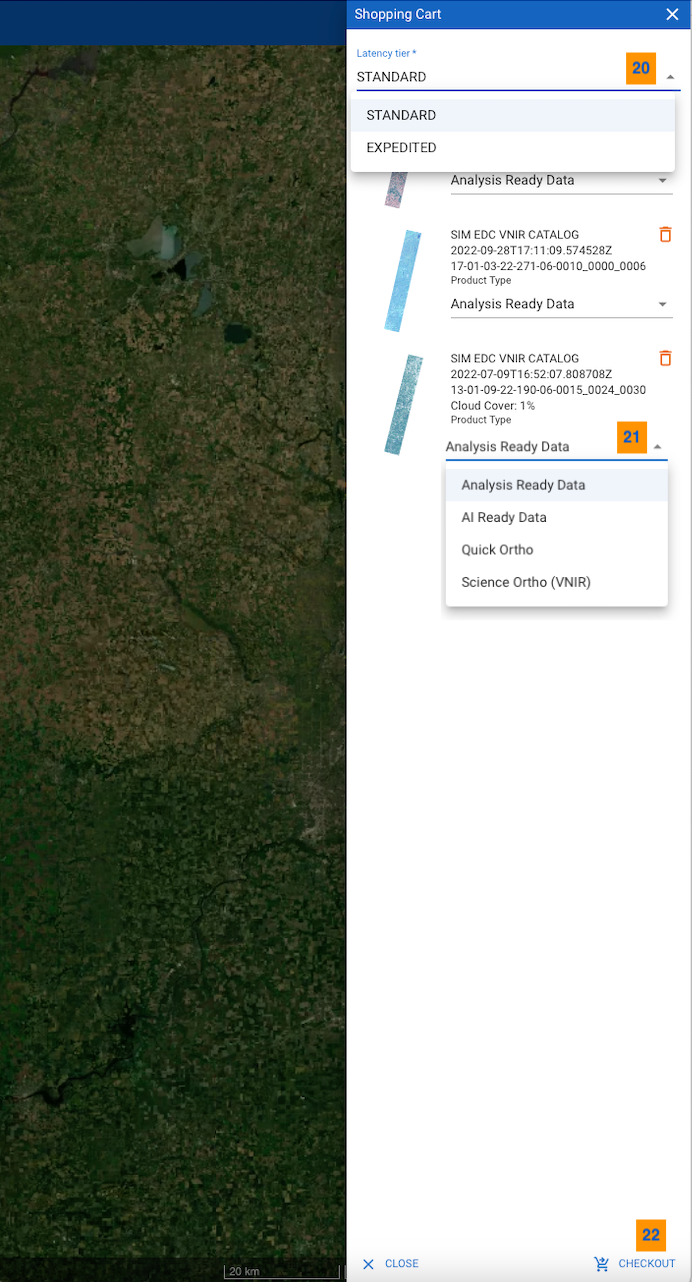 Shopping Cart
Latency tier *
STANDARD
20
STANDARD
EXPEDITED
Analysis Ready Data
SIM EDC VNIR CATALOG
2022-09-28T17:11:09.574528Z
17-01-03-22-271-06-0010_0000_0006
Product Type
Analysis Ready Data
SIM EDC VNIR CATALOG
2022-07-09T16:52:07.808708Z
13-01-09-22-190-06-0015_0024_0030
Cloud Cover: 1%
Product Type
Analysis Ready Data
21
Analysis Ready Data
AI Ready Data
Quick Ortho
Science Ortho (VNIR)
22
20 km
CLOSE
CHECKOUT